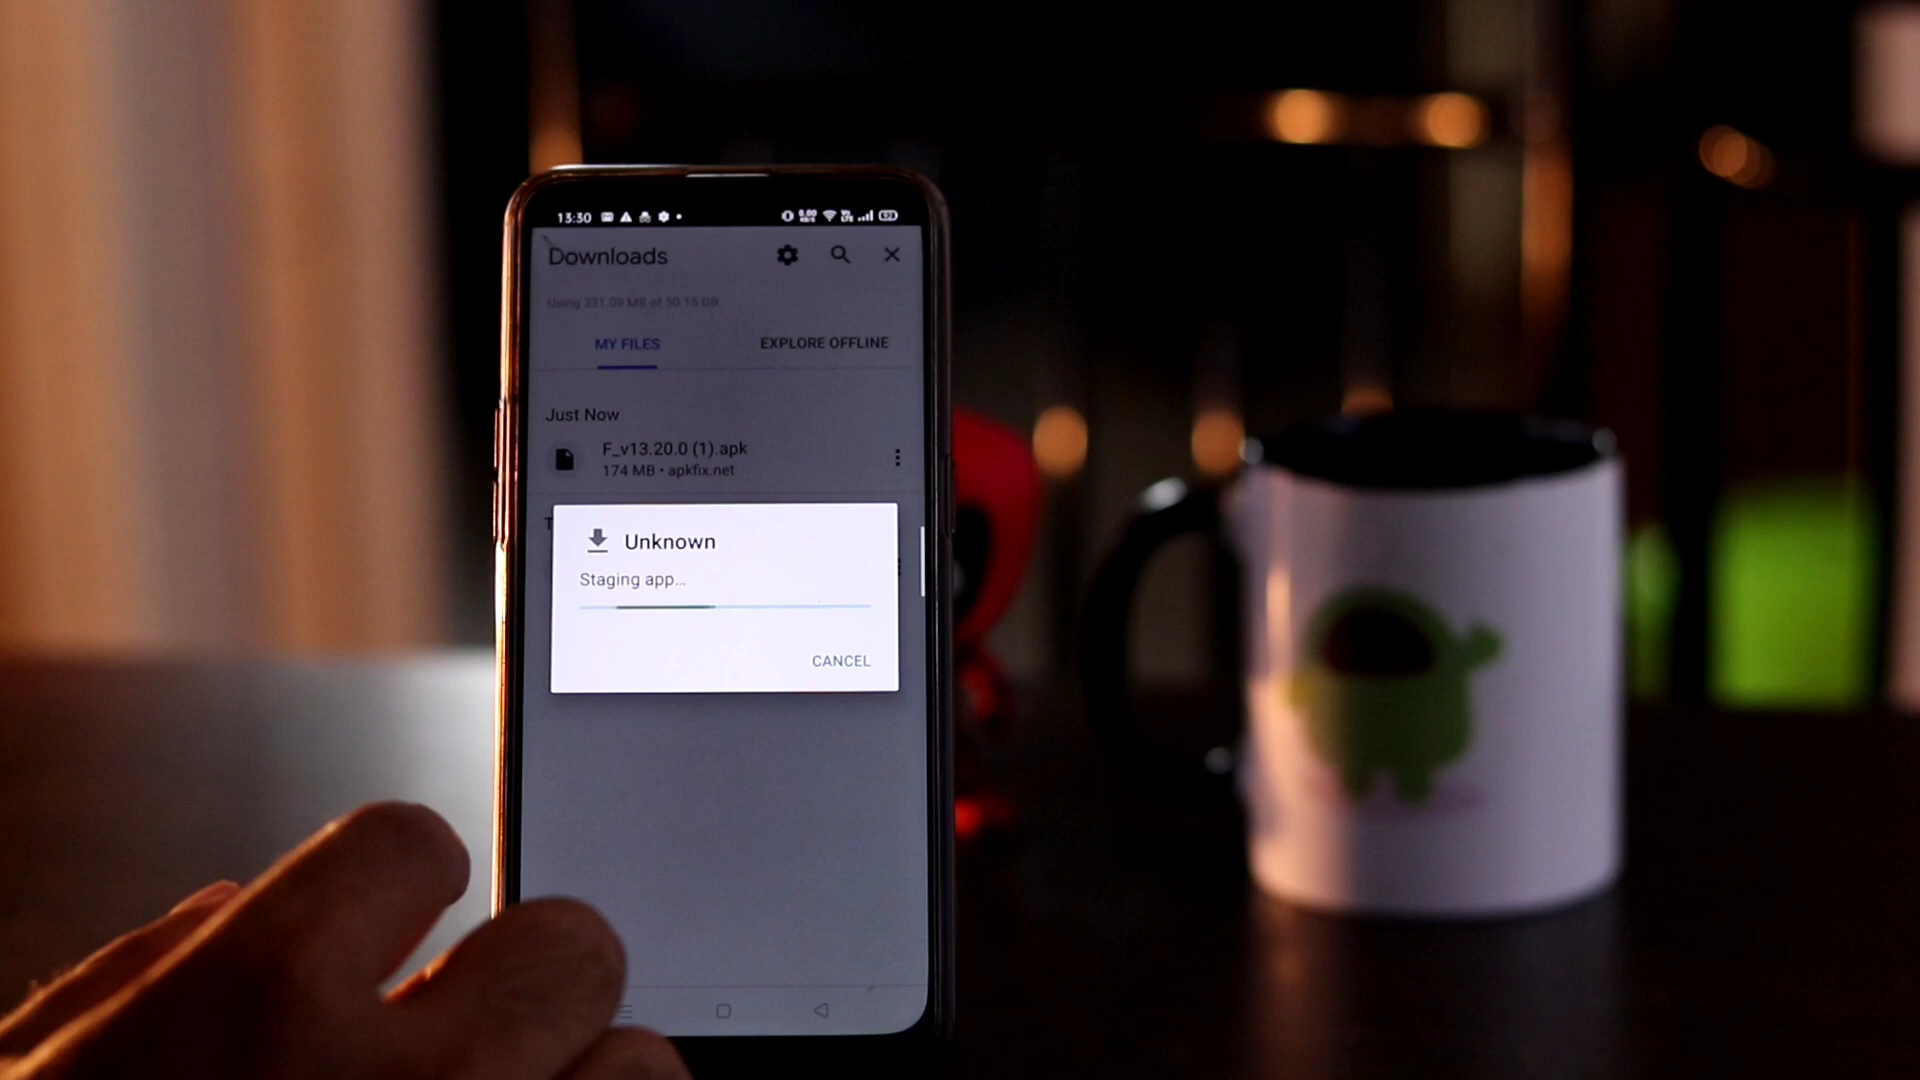 13:30
Downloads
Using 331.09 MB of 50.15 GB
MY FILES
EXPLORE OFFLINE
Just Now
F_v13.20.0 (1).apk
174 MB • apkfix.net
Unknown
Staging app...
CANCEL